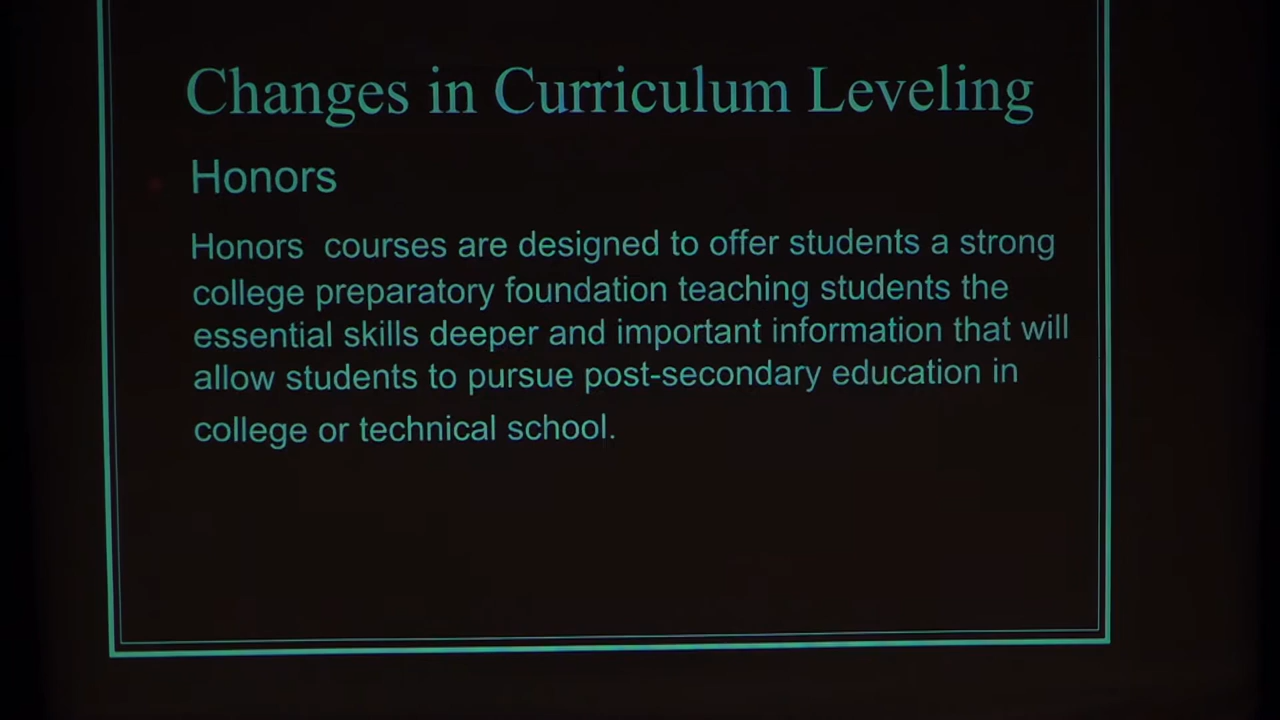 Changes in Curriculum Leveling
Honors
Honors courses are designed to offer students a strong
college preparatory foundation teaching students the
essential skills deeper and important information that will
allow students to pursue post-secondary education in
college or technical school.